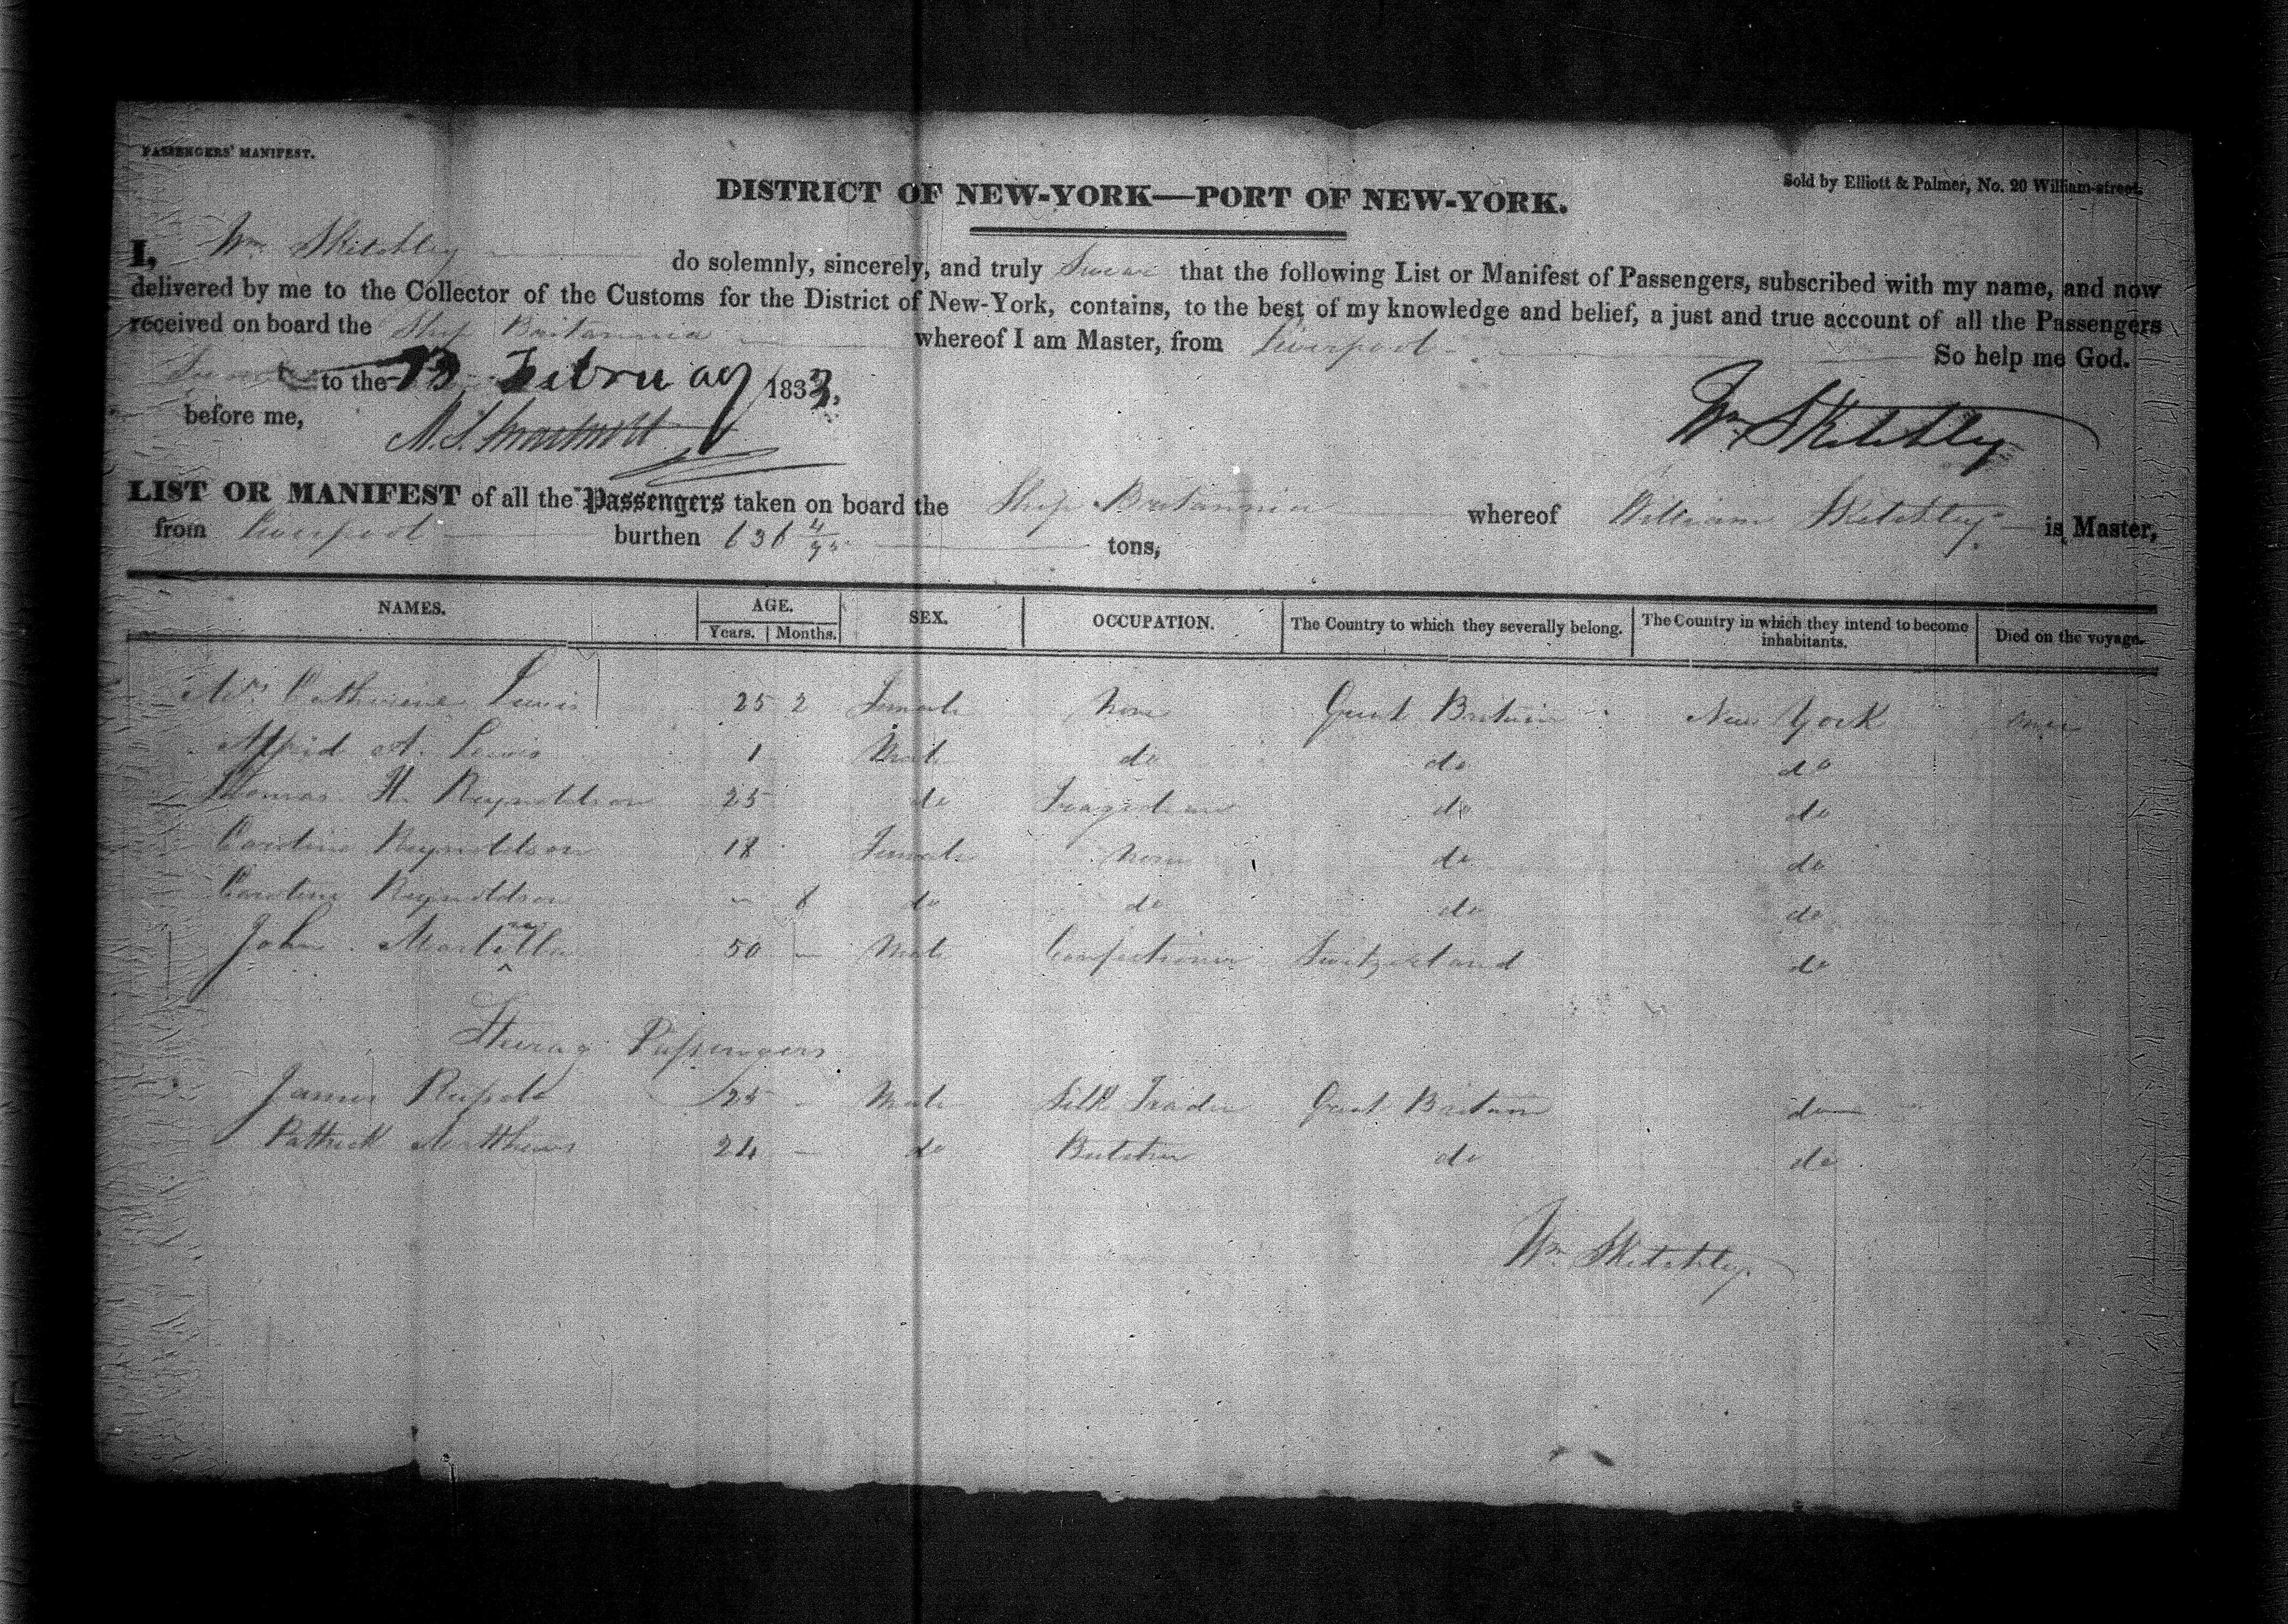 PASSENGERS' MANIFEST.
Sold by Elliott & Palmer, No. 20 William-street.
DISTRICT OF NEW-YORK—PORT OF NEW-YORK.
I, Wm Sketchley do solemnly, sincerely, and truly Swear that the following List or Manifest of Passengers, subscribed with my name, and now
delivered by me to the Collector of the Customs for the District of New-York, contains, to the best of my knowledge and belief, a just and true account of all the Passengers
received on board the Ship Britannia whereof I am Master, from Liverpool
So help me God.
to the 13 February 1833,
Wm Sketchley
before me,
LIST OR MANIFEST of all the Passengers taken on board the Ship Britannia whereof William Sketchley is Master,
from Liverpool burthen 636 tons,
NAMES. AGE. SEX. OCCUPATION. The Country to which they severally belong. The Country in which they intend to become inhabitants. Died on the voyage.
Years. Months.
Mrs Catherine Lewis 25 2 Female None Great Britain New York None
Alfred A. Lewis 1 Male do do do
Thomas H. Reynoldson 25 do Tragedian do do
Caroline Reynoldson 18 Female None do do
Caroline Reynoldson 6 do do do do
John 50 Male Confectioner Switzerland do
Steerag Passengers
James 25 Male Silk Trader Great Britain do
Pattrick Matthews 24 do Butcher do do
Wm Sketchley